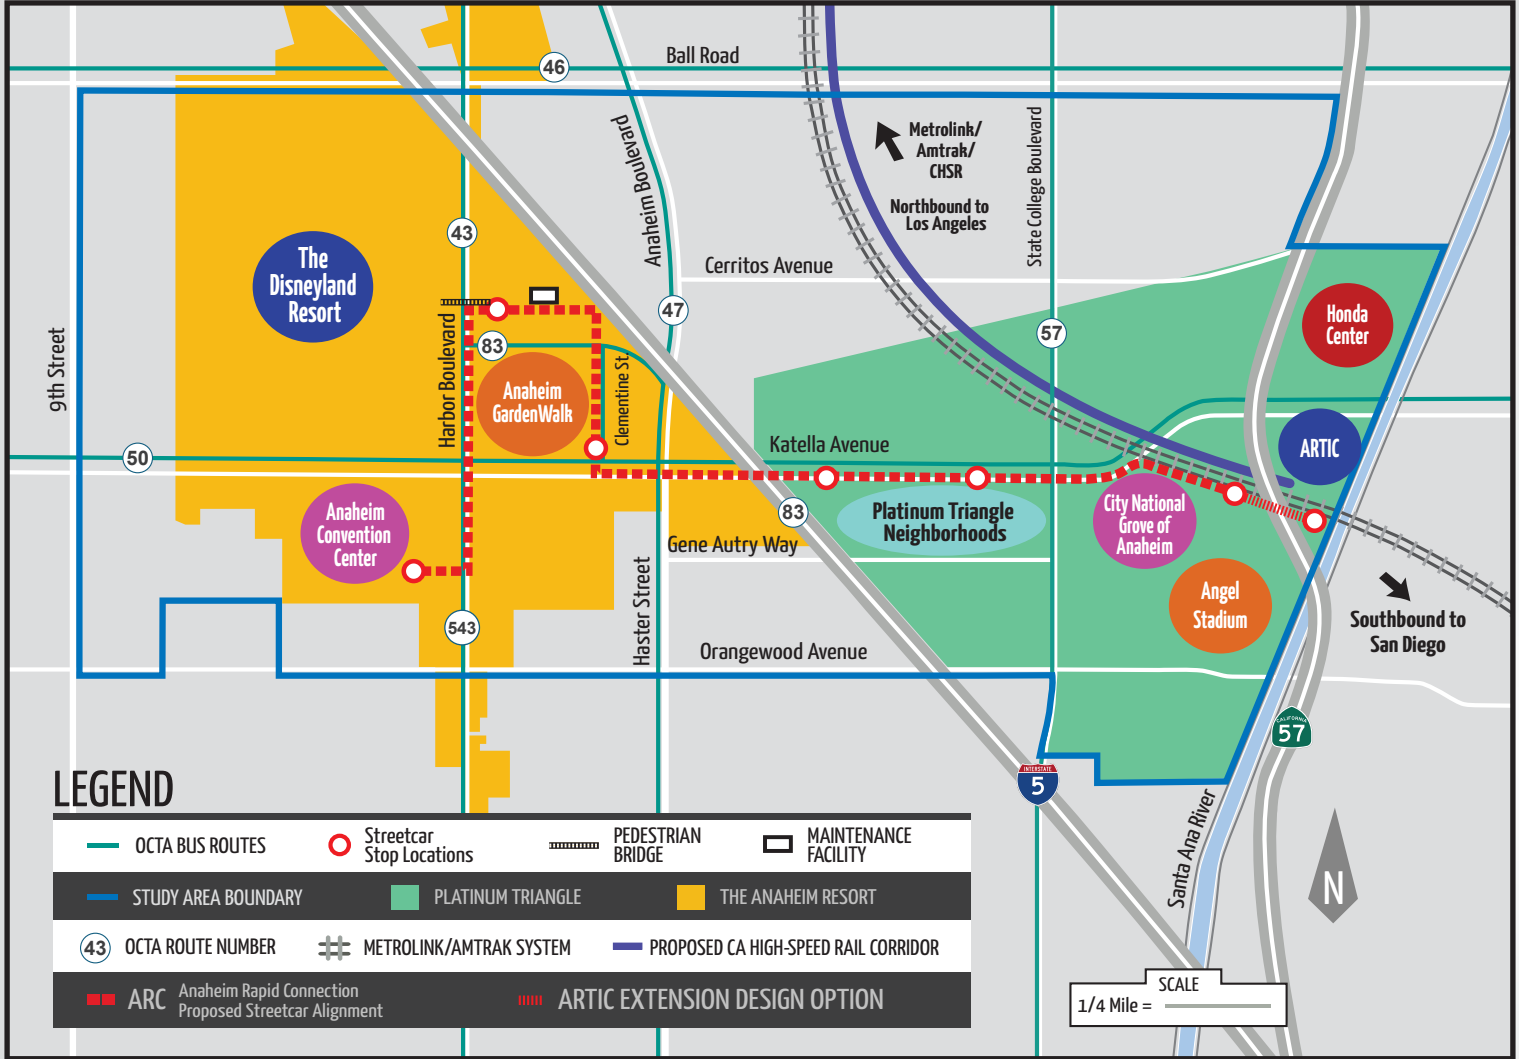 Ball Road
46
Metrolink/
Amtrak/
CHSR
Northbound to
Los Angeles
State College Boulevard
Anaheim Boulevard
43
The
Disneyland
Resort
Cerritos Avenue
47
57
Honda
Center
9th Street
Harbor Boulevard
83
Anaheim
GardenWalk
Clementine St.
50
Katella Avenue
ARTIC
Anaheim
Convention
Center
83
Platinum Triangle
Neighborhoods
City National
Grove of
Anaheim
Gene Autry Way
Haster Street
543
Angel
Stadium
Southbound to
San Diego
Orangewood Avenue
CALIFORNIA
57
INTERSTATE
5
Santa Ana River
N
LEGEND
OCTA BUS ROUTES
Streetcar
Stop Locations
PEDESTRIAN
BRIDGE
MAINTENANCE
FACILITY
STUDY AREA BOUNDARY
PLATINUM TRIANGLE
THE ANAHEIM RESORT
43
OCTA ROUTE NUMBER
METROLINK/AMTRAK SYSTEM
PROPOSED CA HIGH-SPEED RAIL CORRIDOR
ARC
Anaheim Rapid Connection
Proposed Streetcar Alignment
ARTIC EXTENSION DESIGN OPTION
SCALE
1/4 Mile =